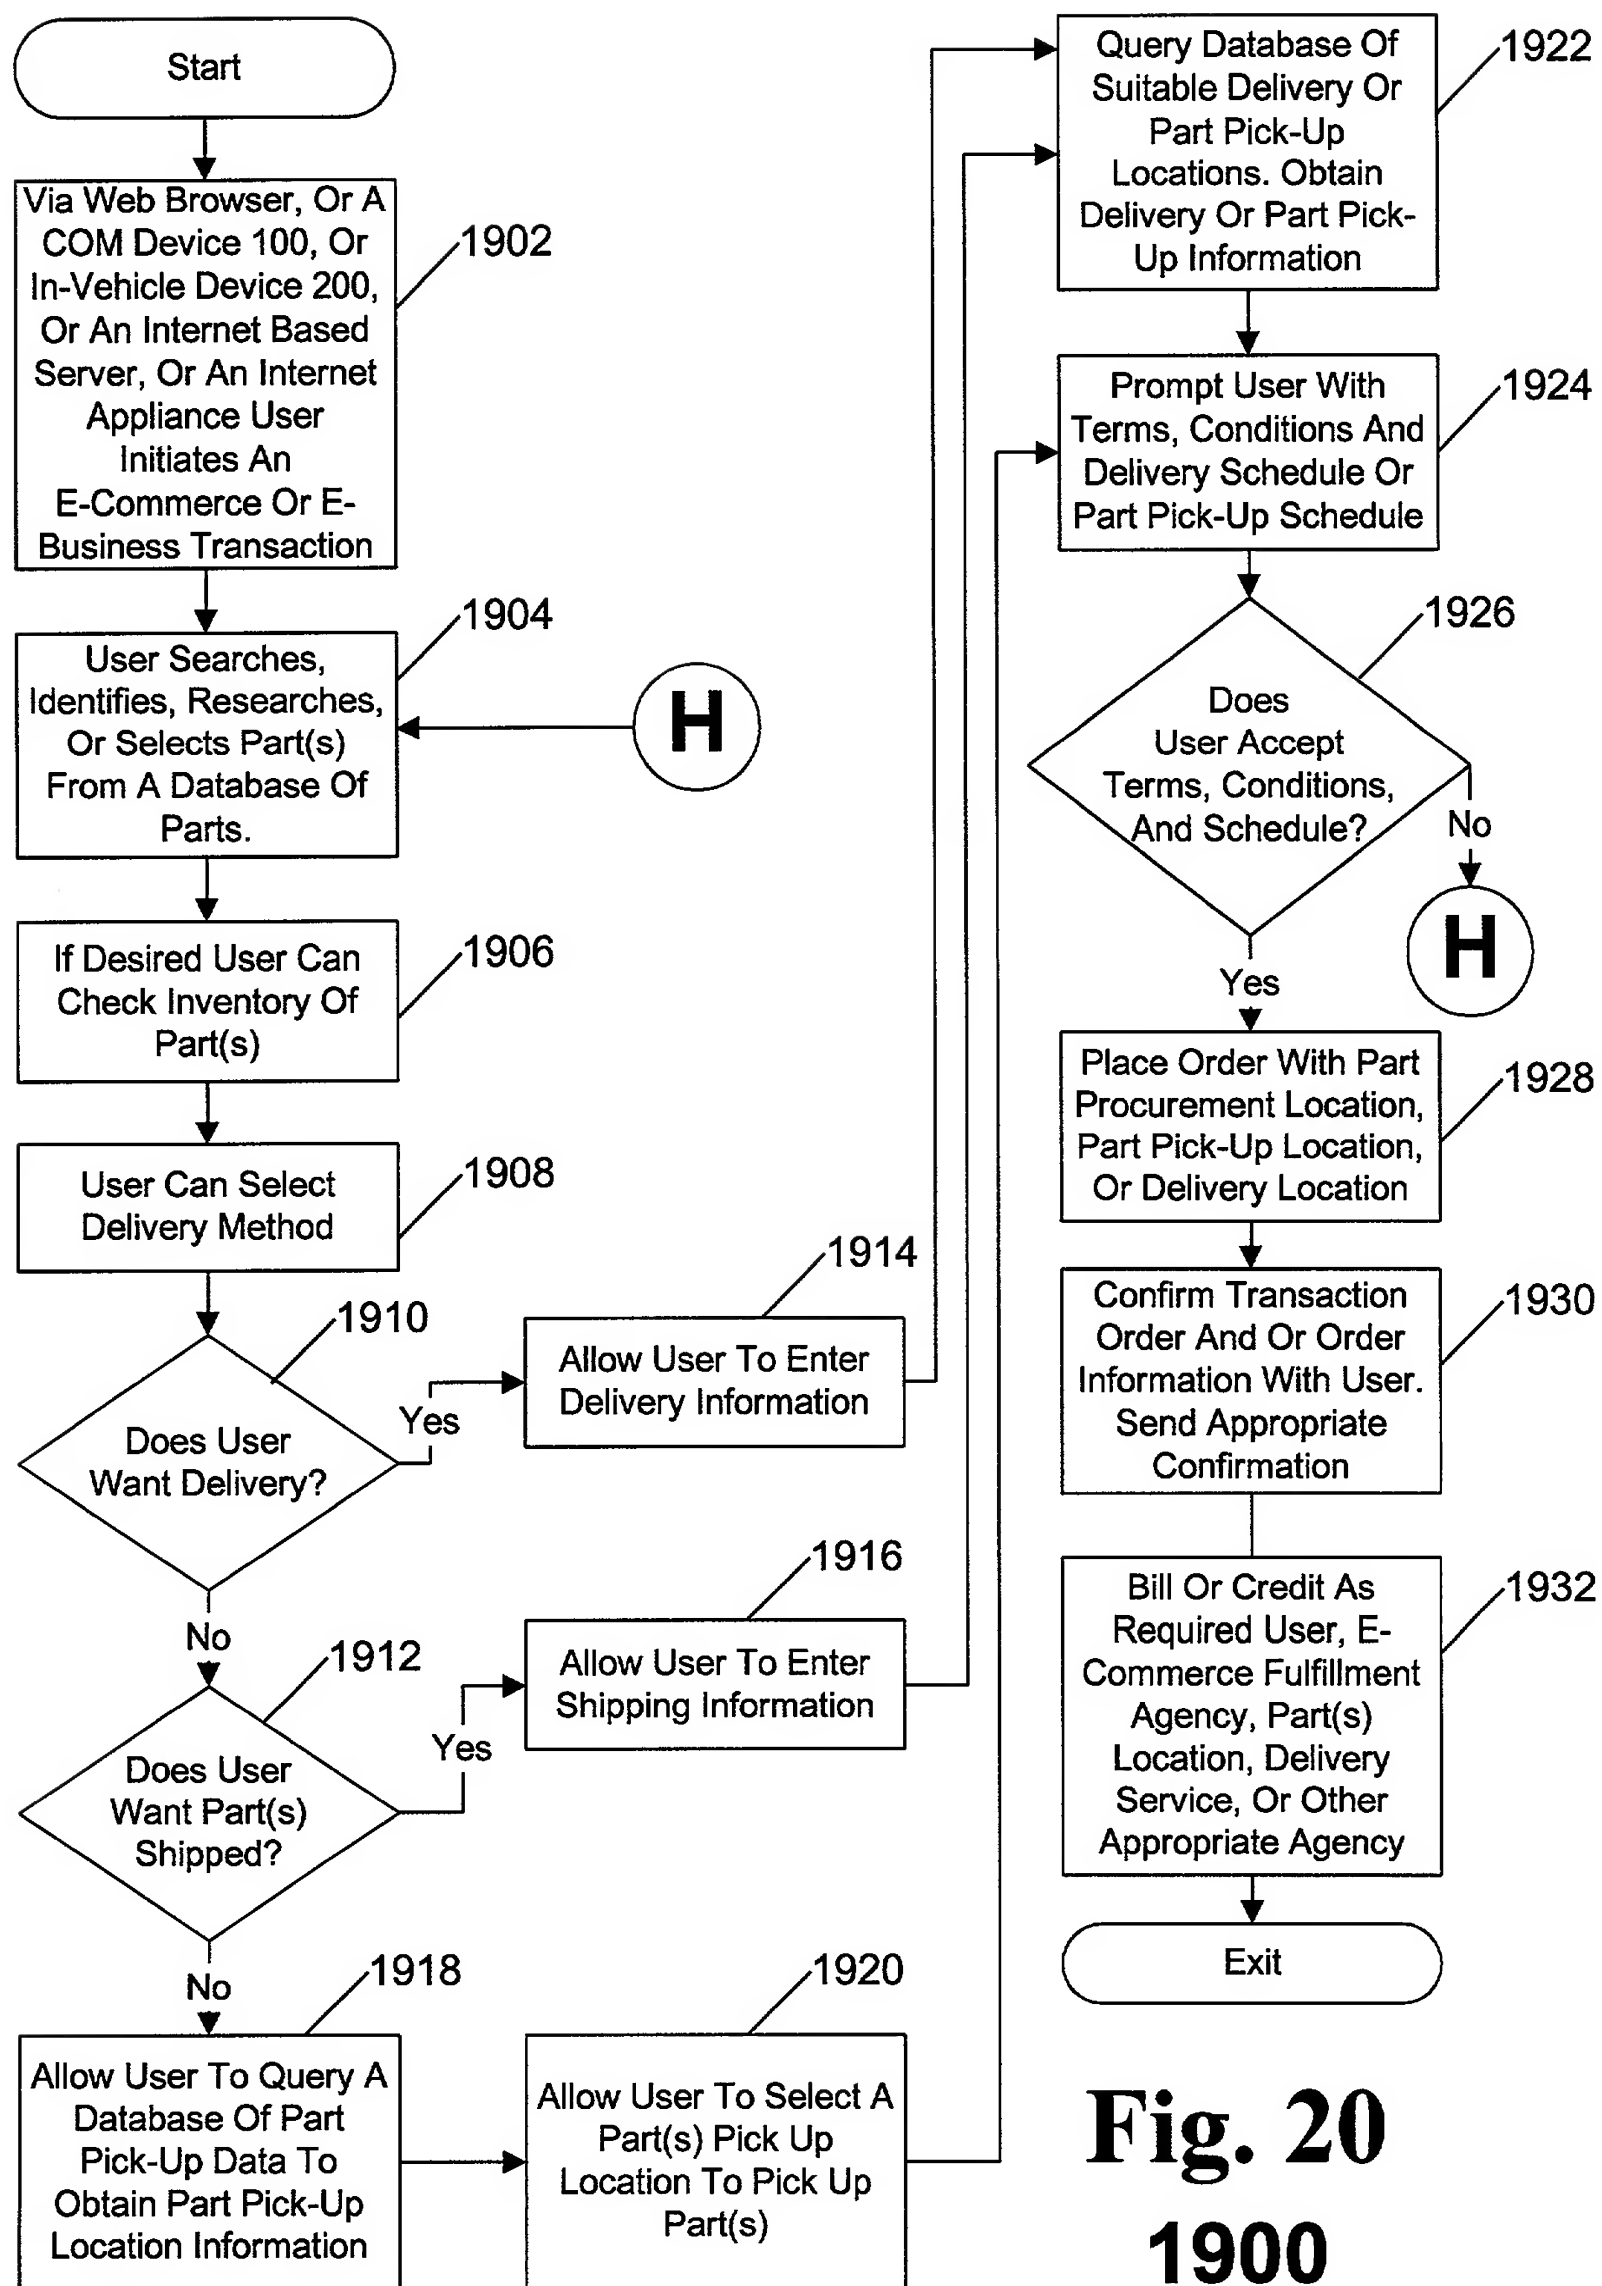 Start
Via Web Browser, Or A
COM Device 100, Or
In-Vehicle Device 200,
Or An Internet Based
Server, Or An Internet
Appliance User
Initiates An
E-Commerce Or E-
Business Transaction
1902
User Searches,
Identifies, Researches,
Or Selects Part(s)
From A Database Of
Parts.
1904
H
If Desired User Can
Check Inventory Of
Part(s)
1906
User Can Select
Delivery Method
1908
Does User
Want Delivery?
1910
Yes
No
Allow User To Enter
Delivery Information
1914
Does User
Want Part(s)
Shipped?
1912
Yes
No
Allow User To Enter
Shipping Information
1916
Allow User To Query A
Database Of Part
Pick-Up Data To
Obtain Part Pick-Up
Location Information
1918
Allow User To Select A
Part(s) Pick Up
Location To Pick Up
Part(s)
1920
Query Database Of
Suitable Delivery Or
Part Pick-Up
Locations. Obtain
Delivery Or Part Pick-
Up Information
1922
Prompt User With
Terms, Conditions And
Delivery Schedule Or
Part Pick-Up Schedule
1924
Does
User Accept
Terms, Conditions,
And Schedule?
1926
No
H
Yes
Place Order With Part
Procurement Location,
Part Pick-Up Location,
Or Delivery Location
1928
Confirm Transaction
Order And Or Order
Information With User.
Send Appropriate
Confirmation
1930
Bill Or Credit As
Required User, E-
Commerce Fulfillment
Agency, Part(s)
Location, Delivery
Service, Or Other
Appropriate Agency
1932
Exit
Fig. 20
1900